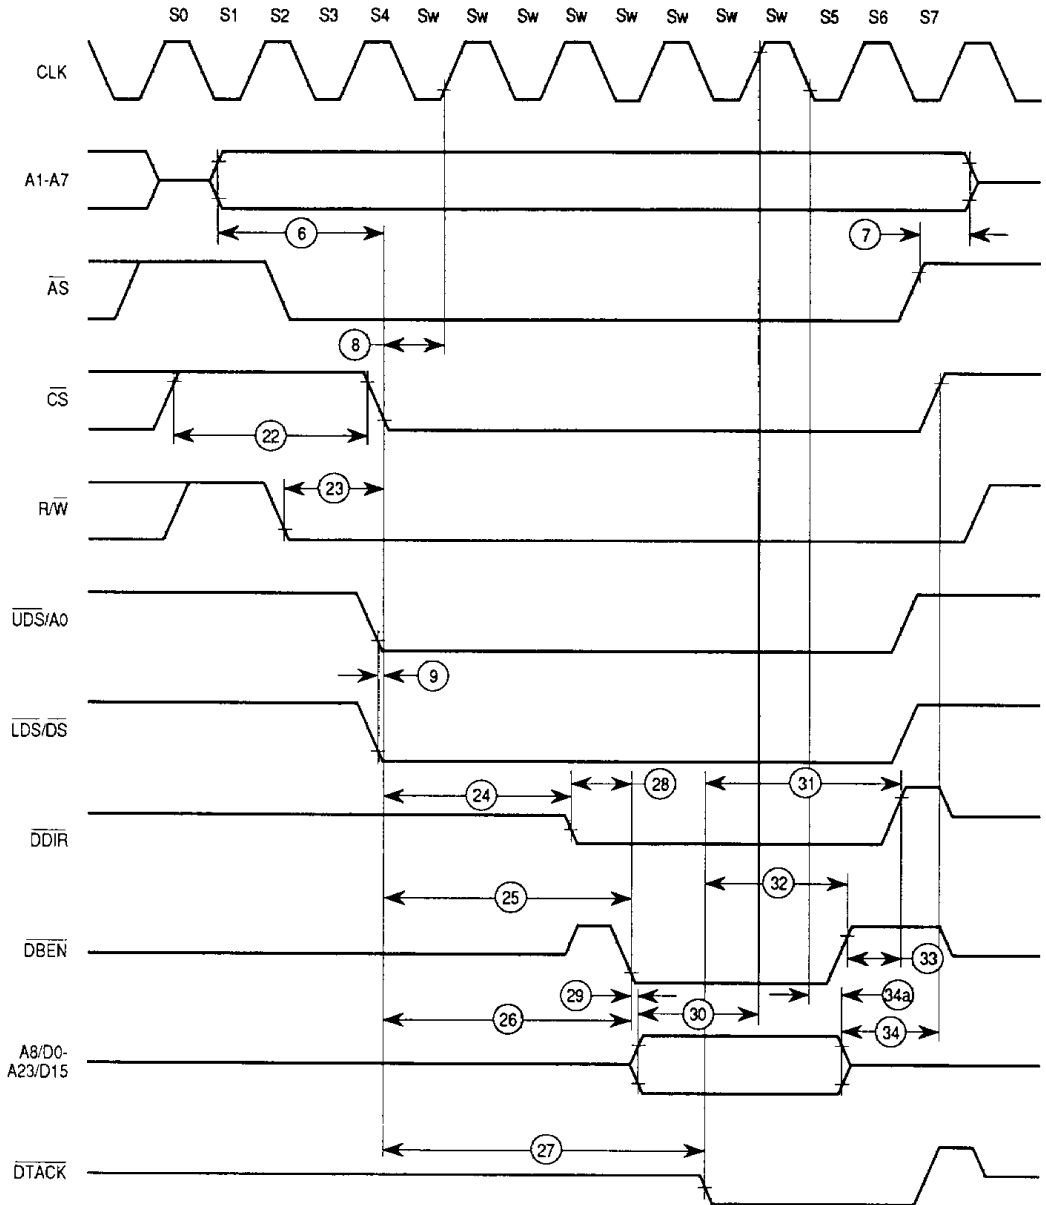 S0 S1 S2 S3 S4 Sw Sw Sw Sw Sw Sw Sw Sw S5 S6 S7
CLK
A1-A7
6
7
AS
8
CS
22
23
R/W
UDS/A0
9
LDS/DS
24
28
31
DDIR
25
32
DBEN
33
29
30
34a
26
34
A8/D0-
A23/D15
27
DTACK